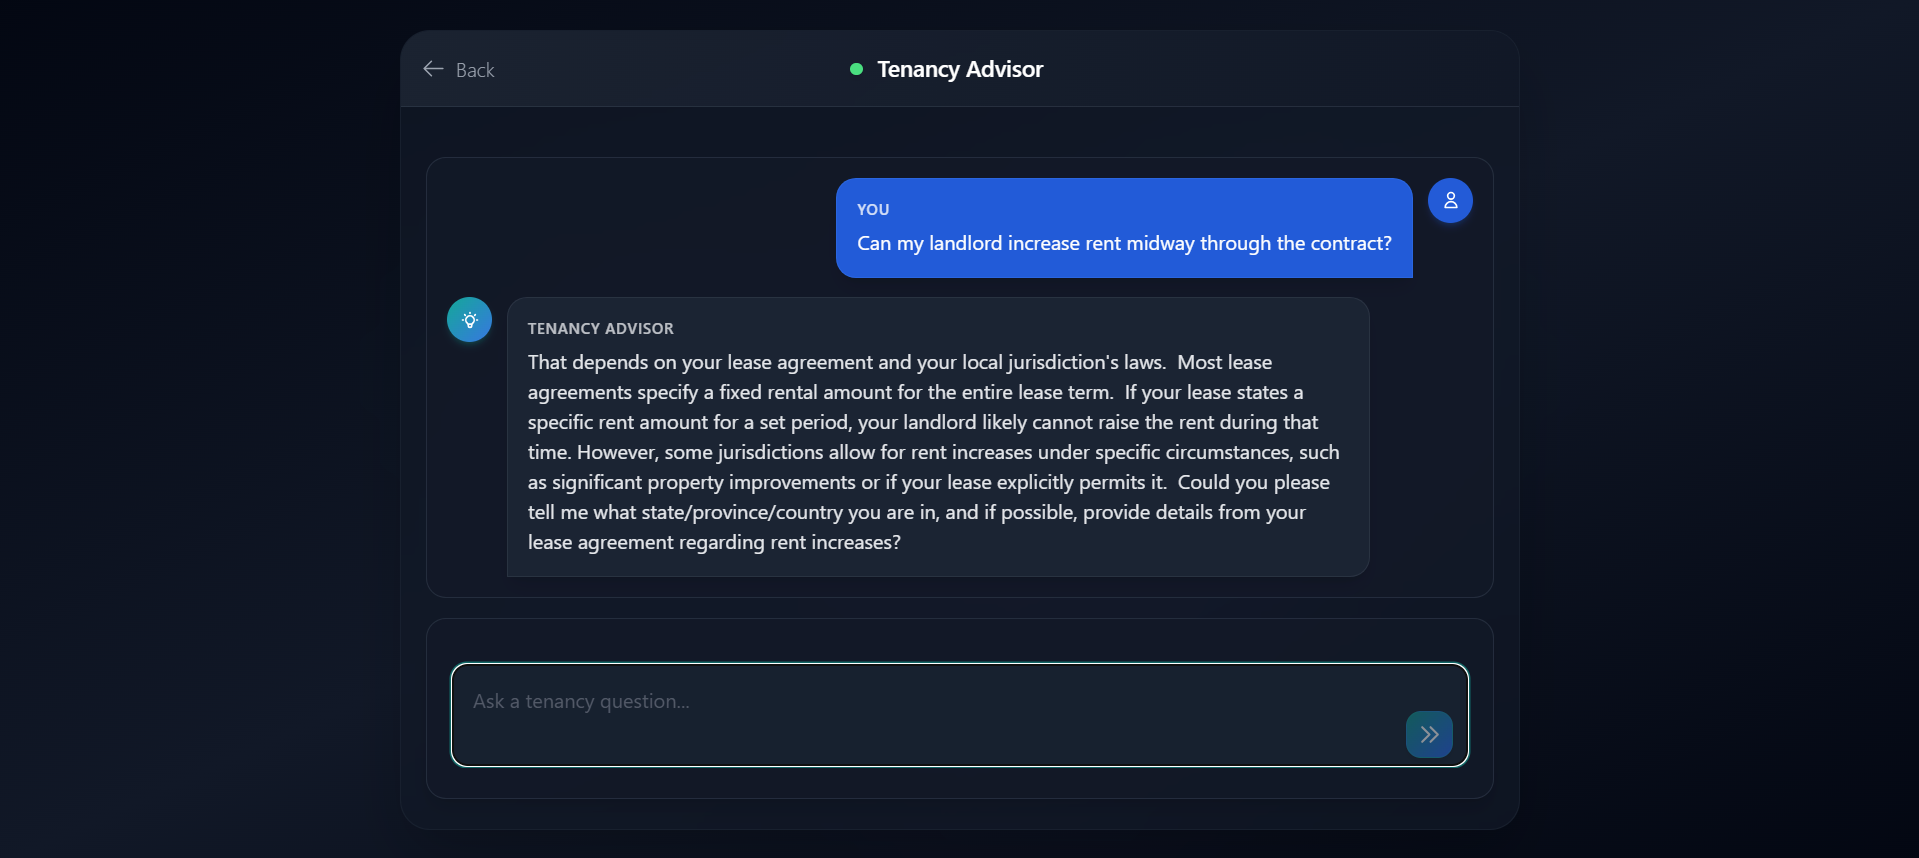 Back
Tenancy Advisor
YOU
Can my landlord increase rent midway through the contract?
TENANCY ADVISOR
That depends on your lease agreement and your local jurisdiction's laws.  Most lease
agreements specify a fixed rental amount for the entire lease term.  If your lease states a
specific rent amount for a set period, your landlord likely cannot raise the rent during that
time. However, some jurisdictions allow for rent increases under specific circumstances, such
as significant property improvements or if your lease explicitly permits it.  Could you please
tell me what state/province/country you are in, and if possible, provide details from your
lease agreement regarding rent increases?
Ask a tenancy question...